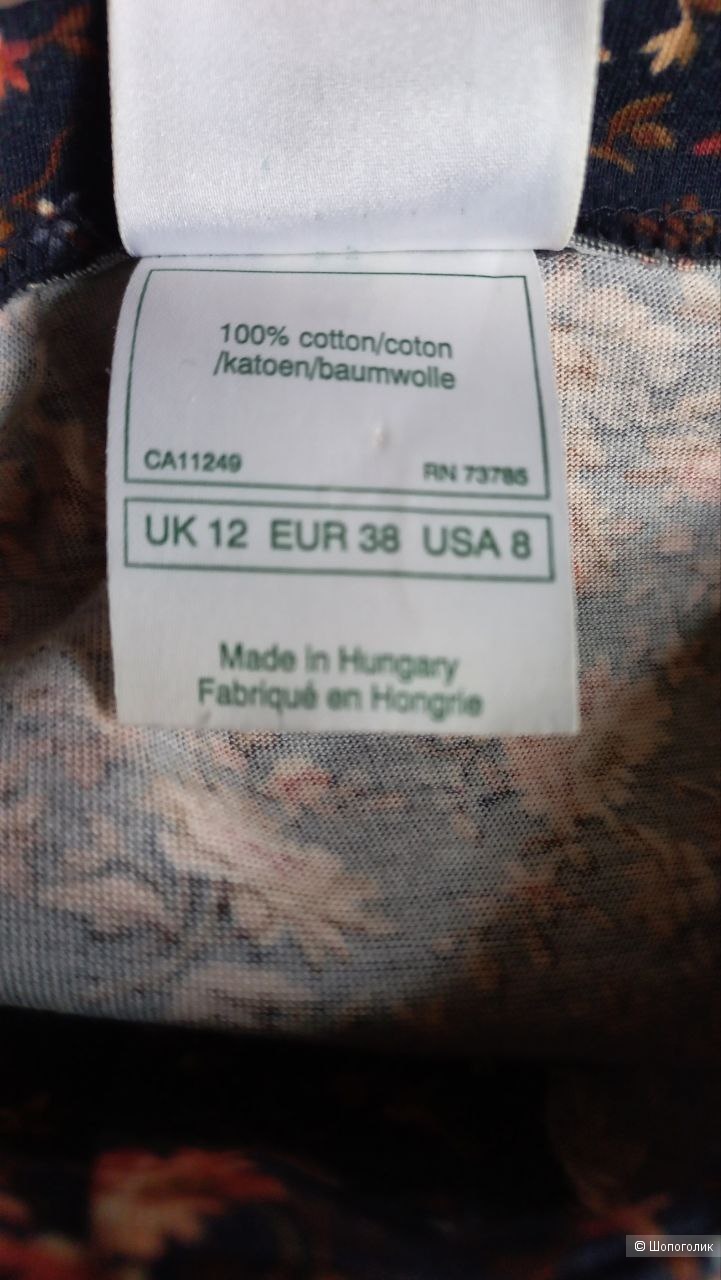 100% cotton/coton
/katoen/baumwolle
CA11249 RN 73785
UK 12 EUR 38 USA 8
Made in Hungary
Fabriqué en Hongrie
© Шопоголик